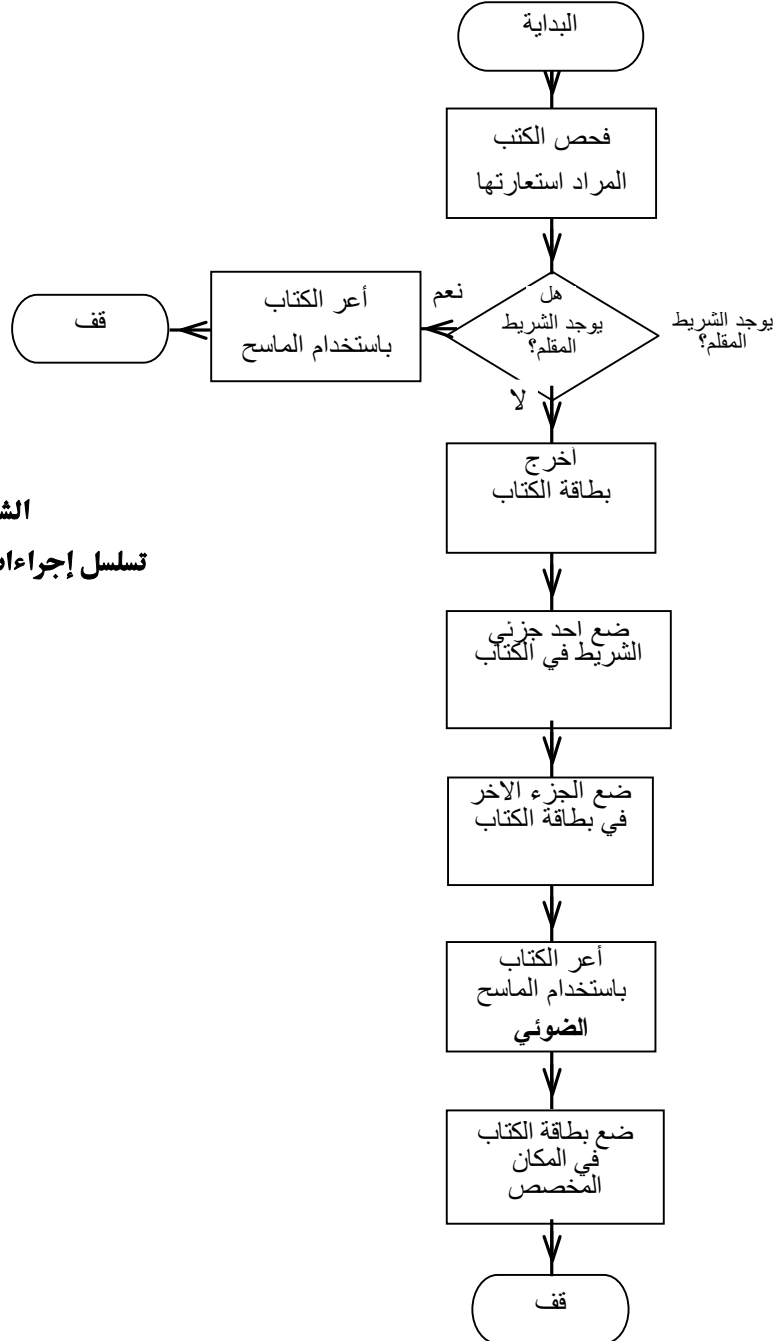 البداية
فحص الكتب
المراد استعارتها
هل
يوجد الشريط
المقلم؟
يوجد الشريط
المقلم؟
نعم
أعر الكتاب
باستخدام الماسح
قف
لا
أخرج
بطاقة الكتاب
تسلسل
ضع احد جزئي
الشريط في الكتاب
ضع الجزء الاخر
في بطاقة الكتاب
أعر الكتاب
باستخدام الماسح
الضوئي
ضع بطاقة الكتاب
في المكان
المخصص
قف